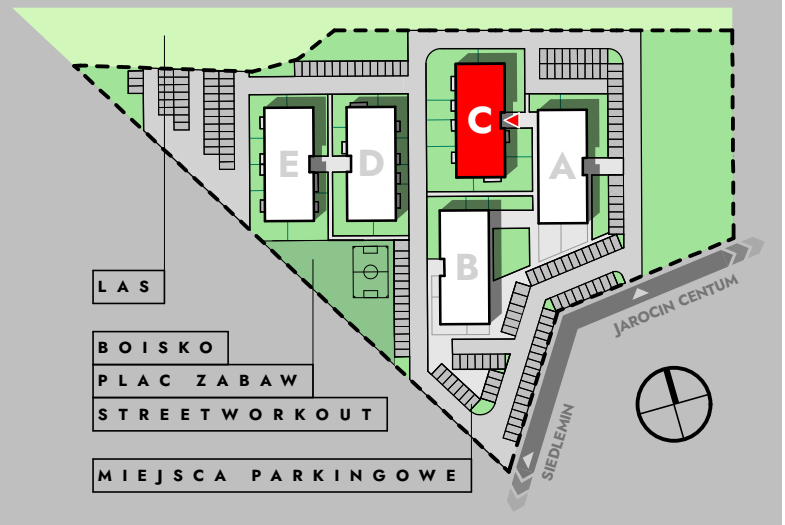 C
E
D
A
B
LAS
BOISKO
PLAC ZABAW
STREETWORKOUT
MIEJSCA PARKINGOWE
JAROCIN CENTUM
SIEDLEMIN